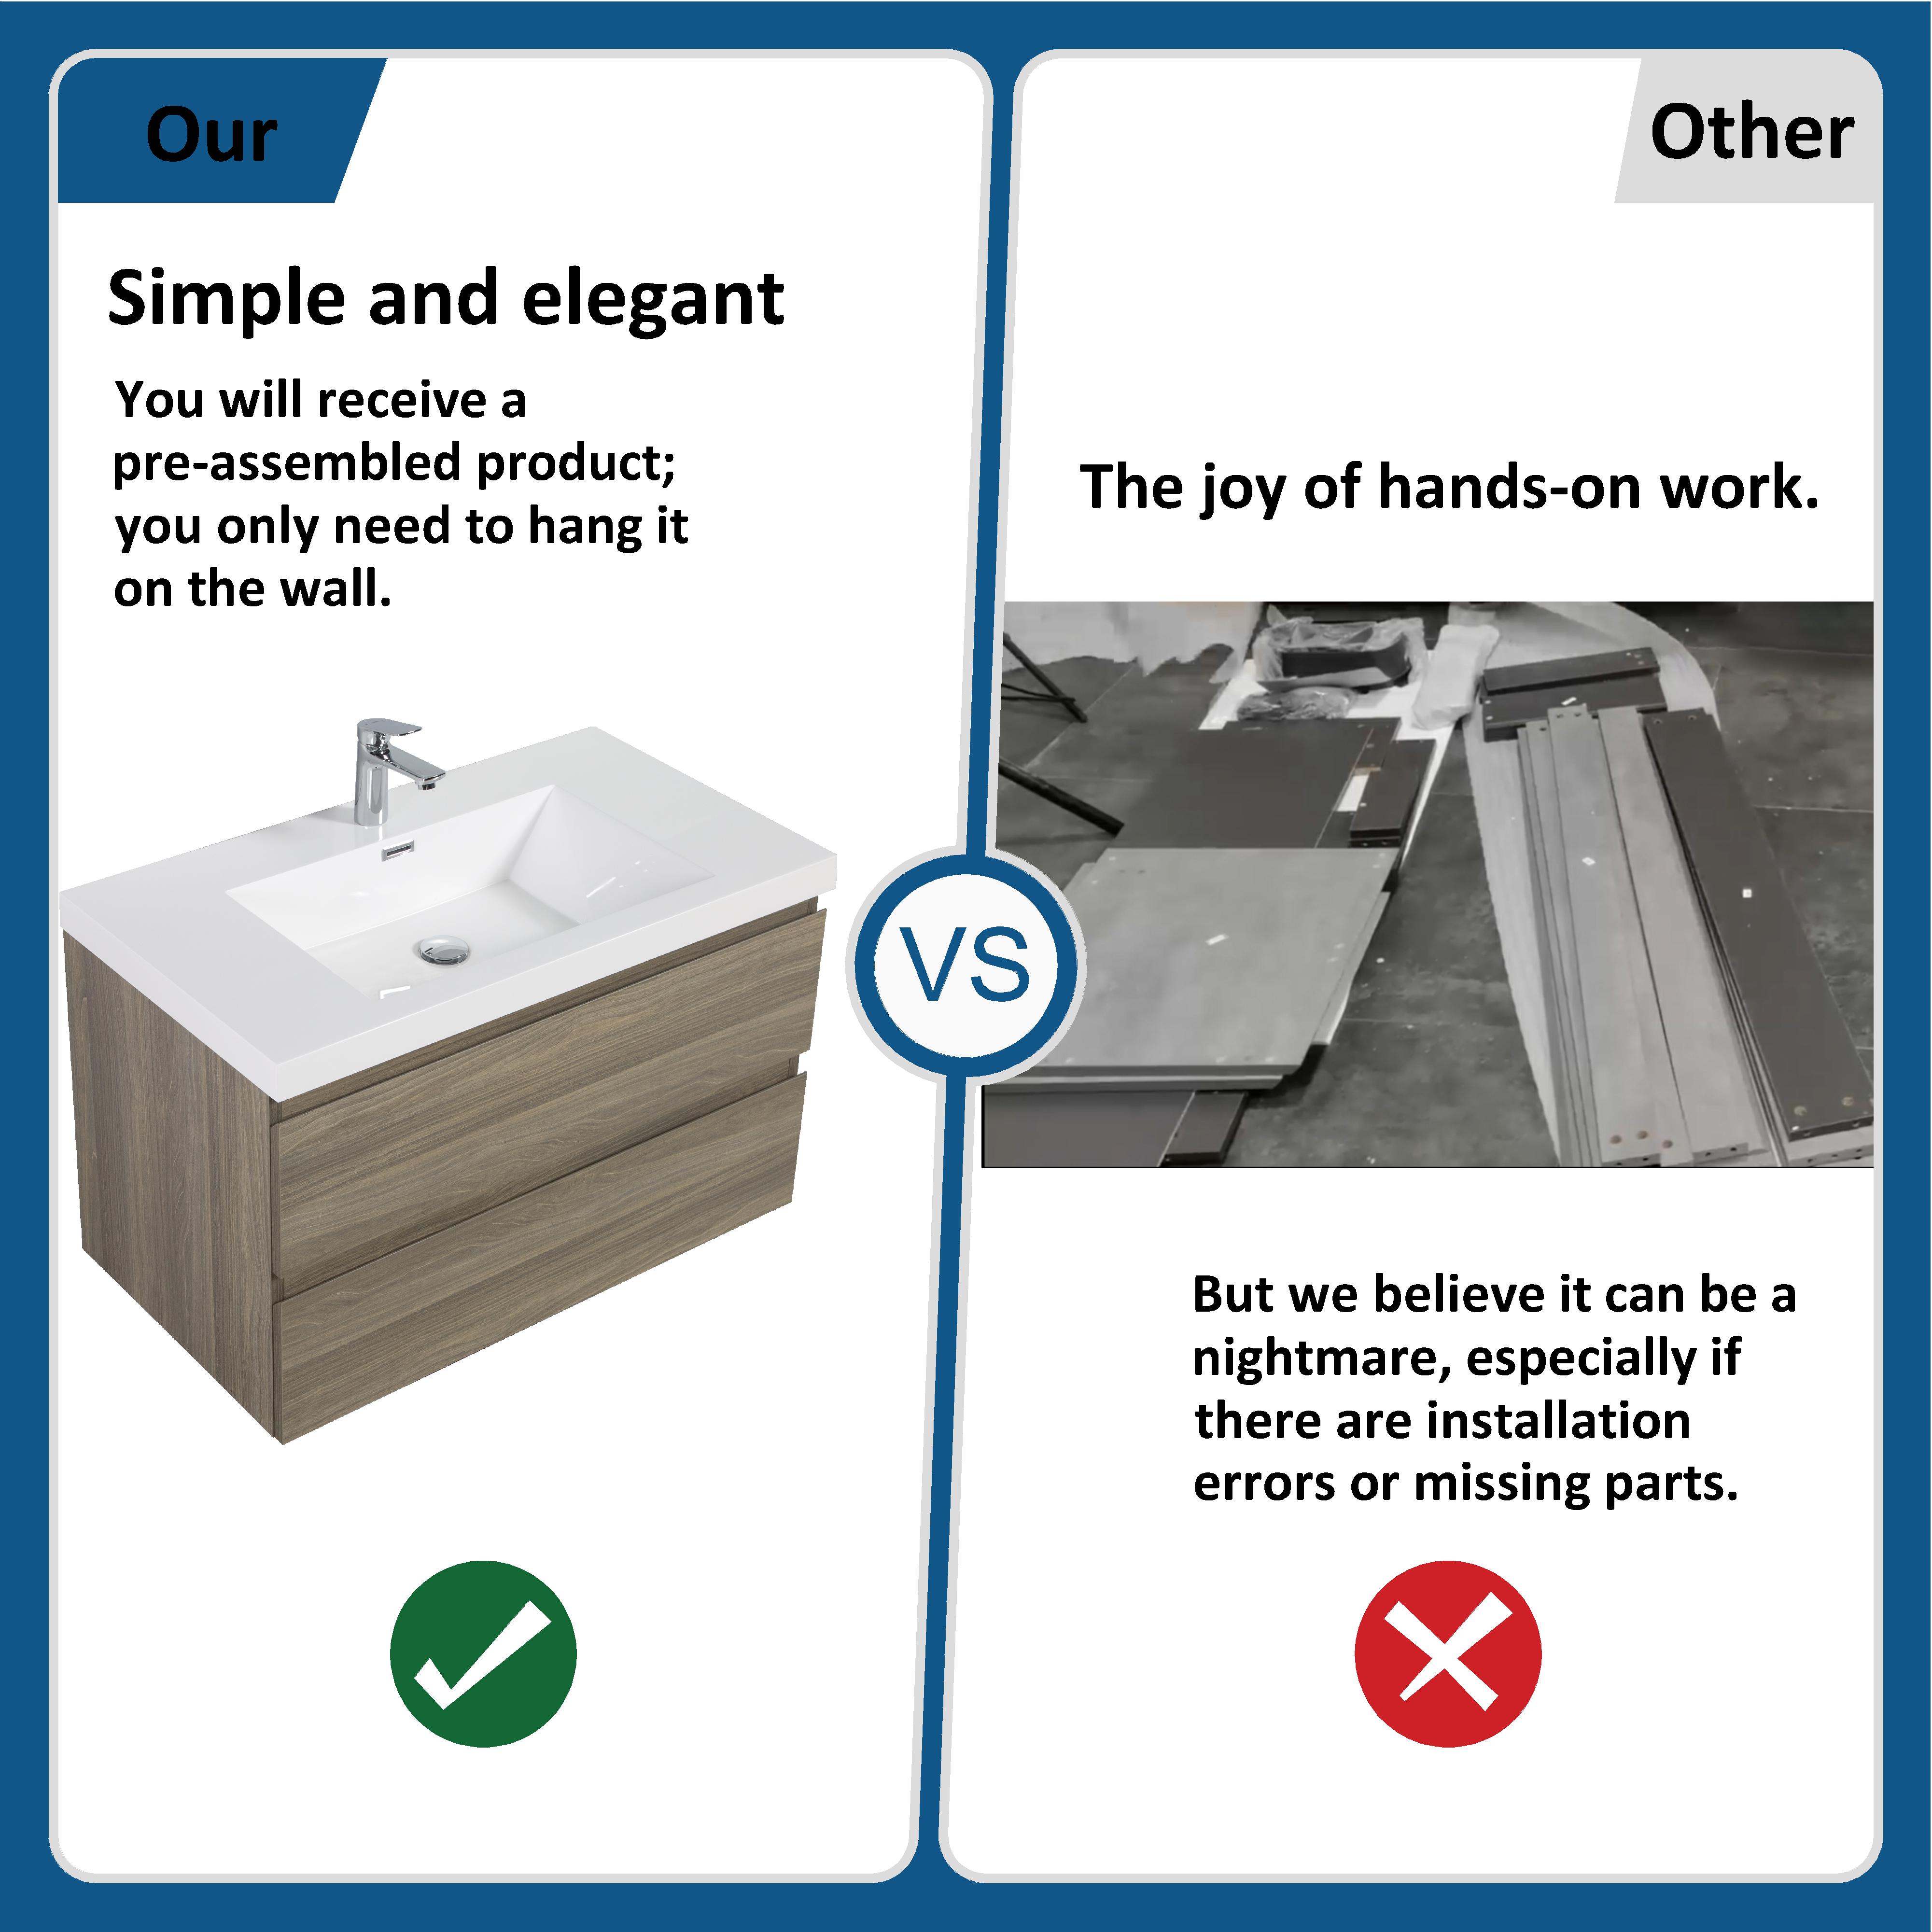 Our
Simple and elegant
You will receive a
pre-assembled product;
you only need to hang it
on the wall.
VS
Other
The joy of hands-on work.
But we believe it can be a
nightmare, especially if
there are installation
errors or missing parts.